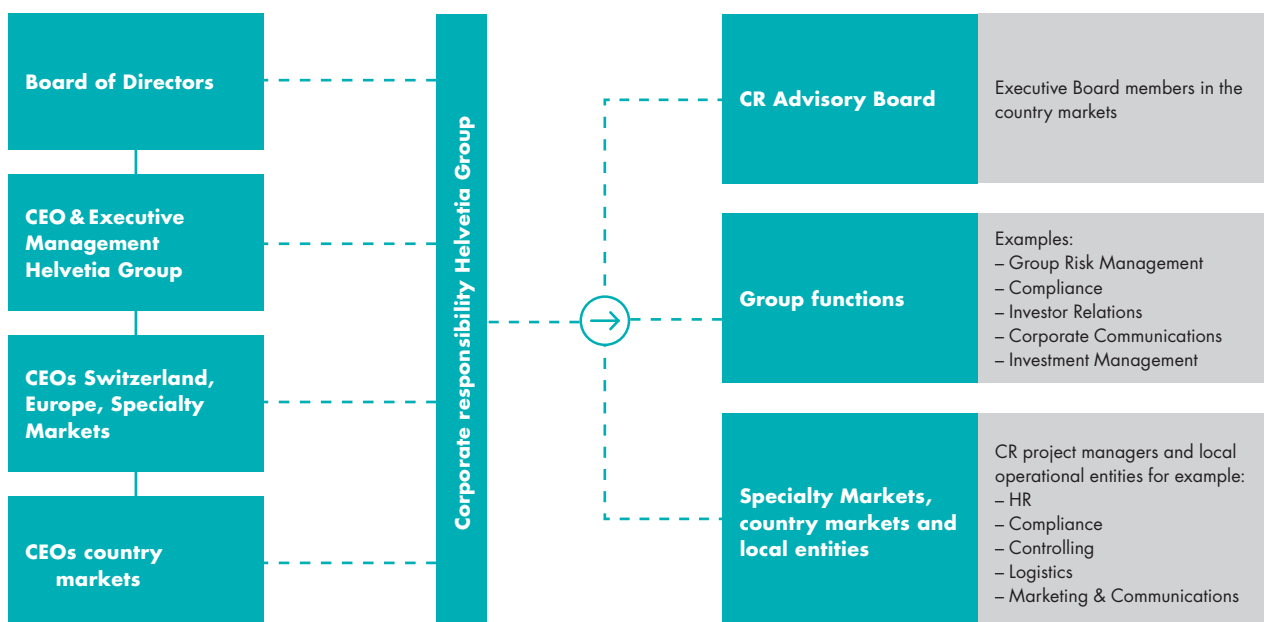 Board of Directors
CEO & Executive
Management
Helvetia Group
CEOs Switzerland,
Europe, Specialty
Markets
CEOs country
markets
Corporate responsibility Helvetia Group
CR Advisory Board
Executive Board members in the
country markets
Group functions
Examples:
– Group Risk Management
– Compliance
– Investor Relations
– Corporate Communications
– Investment Management
Specialty Markets,
country markets and
local entities
CR project managers and local
operational entities for example:
– HR
– Compliance
– Controlling
– Logistics
– Marketing & Communications